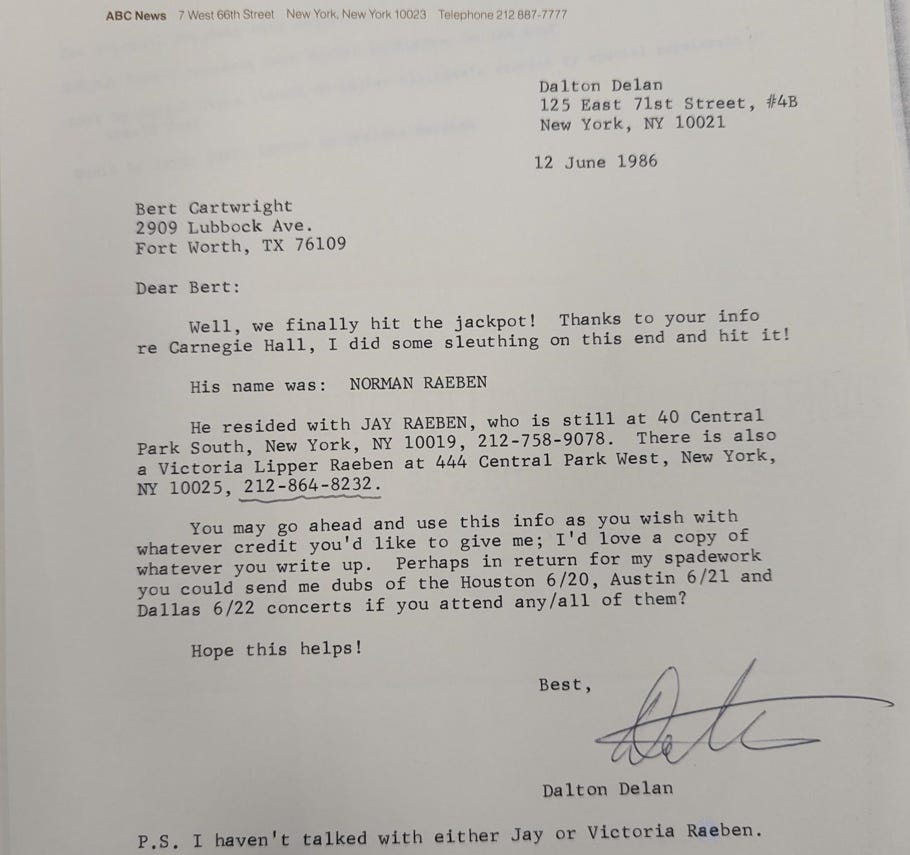 ABC News 7 West 66th Street New York, New York 10023 Telephone 212 887-7777
Dalton Delan
125 East 71st Street, #4B
New York, NY 10021
12 June 1986
Bert Cartwright
2909 Lubbock Ave.
Fort Worth, TX 76109
Dear Bert:
Well, we finally hit the jackpot! Thanks to your info
re Carnegie Hall, I did some sleuthing on this end and hit it!
His name was: NORMAN RAEBEN
He resided with JAY RAEBEN, who is still at 40 Central
Park South, New York, NY 10019, 212-758-9078. There is also
a Victoria Lipper Raeben at 444 Central Park West, New York,
NY 10025, 212-864-8232.
You may go ahead and use this info as you wish with
whatever credit you'd like to give me; I'd love a copy of
whatever you write up. Perhaps in return for my spadework
you could send me dubs of the Houston 6/20, Austin 6/21 and
Dallas 6/22 concerts if you attend any/all of them?
Hope this helps!
Best,
Dalton Delan
P.S. I haven't talked with either Jay or Victoria Raeben.